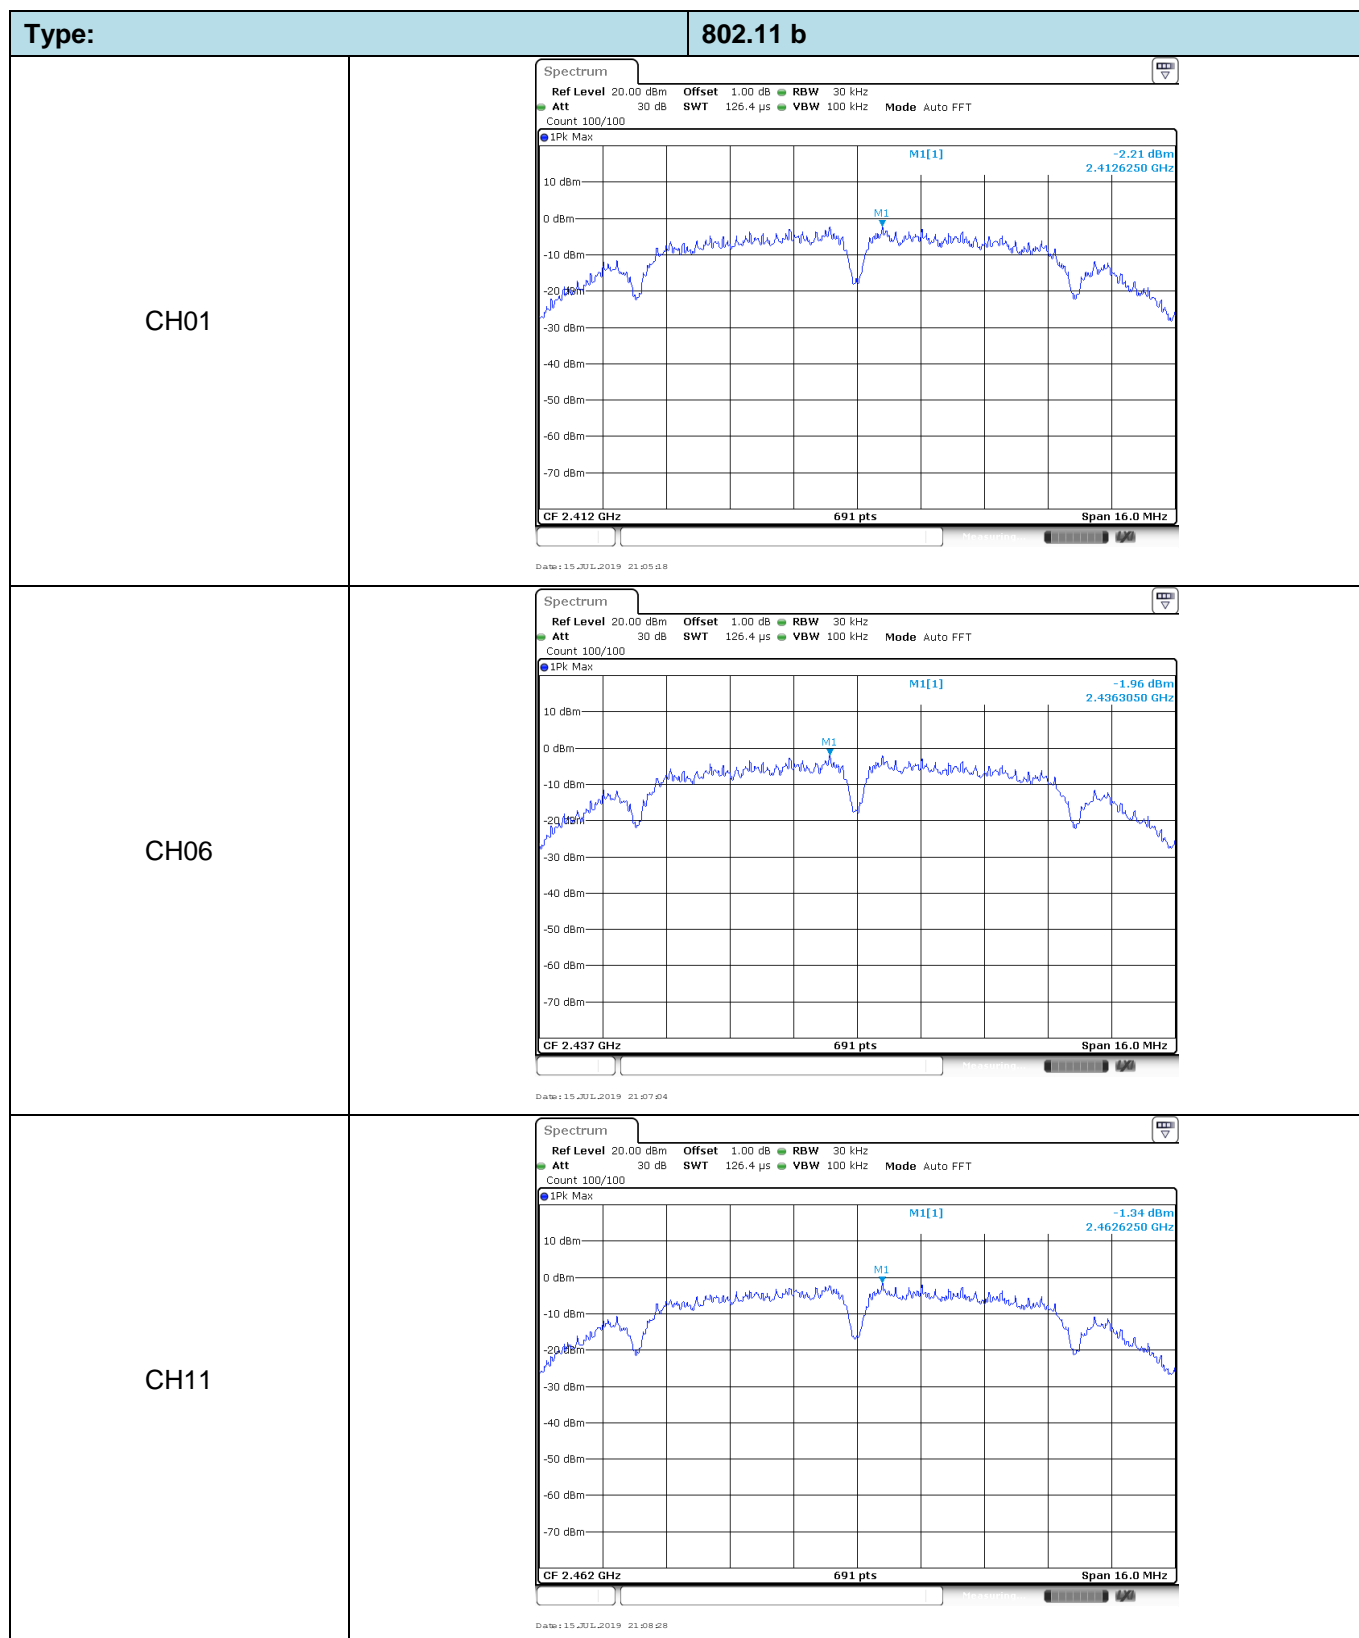 Type: 802.11 b
CH01
Spectrum
Ref Level 20.00 dBm Offset 1.00 dB RBW 30 kHz
Att 30 dB SWT 126.4 µs VBW 100 kHz Mode Auto FFT
Count 100/100
1Pk Max
M1[1] -2.21 dBm
2.4126250 GHz
10 dBm
M1
0 dBm
-10 dBm
-20 dBm
-30 dBm
-40 dBm
-50 dBm
-60 dBm
-70 dBm
CF 2.412 GHz 691 pts Span 16.0 MHz
Measuring...
Date: 15.JUL.2019 21:05:18
CH06
Spectrum
Ref Level 20.00 dBm Offset 1.00 dB RBW 30 kHz
Att 30 dB SWT 126.4 µs VBW 100 kHz Mode Auto FFT
Count 100/100
1Pk Max
M1[1] -1.96 dBm
2.4363050 GHz
10 dBm
M1
0 dBm
-10 dBm
-20 dBm
-30 dBm
-40 dBm
-50 dBm
-60 dBm
-70 dBm
CF 2.437 GHz 691 pts Span 16.0 MHz
Measuring...
Date: 15.JUL.2019 21:07:04
CH11
Spectrum
Ref Level 20.00 dBm Offset 1.00 dB RBW 30 kHz
Att 30 dB SWT 126.4 µs VBW 100 kHz Mode Auto FFT
Count 100/100
1Pk Max
M1[1] -1.34 dBm
2.4626250 GHz
10 dBm
M1
0 dBm
-10 dBm
-20 dBm
-30 dBm
-40 dBm
-50 dBm
-60 dBm
-70 dBm
CF 2.462 GHz 691 pts Span 16.0 MHz
Measuring...
Date: 15.JUL.2019 21:08:28